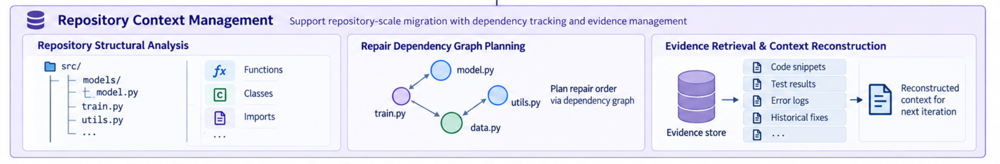 Repository Context Management
Support repository-scale migration with dependency tracking and evidence management
Repository Structural Analysis
src/
models/
model.py
train.py
utils.py
...
fx
Functions
C
Classes
Imports
...
Repair Dependency Graph Planning
model.py
train.py
utils.py
data.py
Plan repair order
via dependency graph
Evidence Retrieval & Context Reconstruction
Evidence store
Code snippets
Test results
Error logs
Historical fixes
...
Reconstructed
context for
next iteration